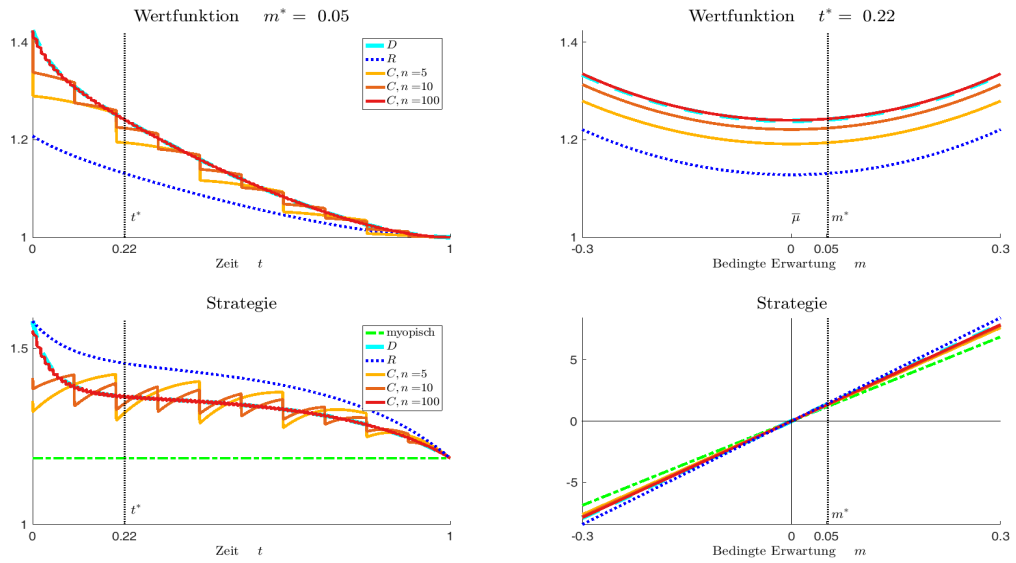 Wertfunktion m* = 0.05
1.4
1.2
1
D
R
C, n =5
C, n =10
C, n =100
t*
0
0.22
1
Zeit t
Wertfunktion t* = 0.22
1.4
1.2
1
μ̅
m*
-0.3
0
0.05
0.3
Bedingte Erwartung m
Strategie
1.5
1
myopisch
D
R
C, n =5
C, n =10
C, n =100
t*
0
0.22
1
Zeit t
Strategie
5
0
-5
m*
-0.3
0
0.05
0.3
Bedingte Erwartung m